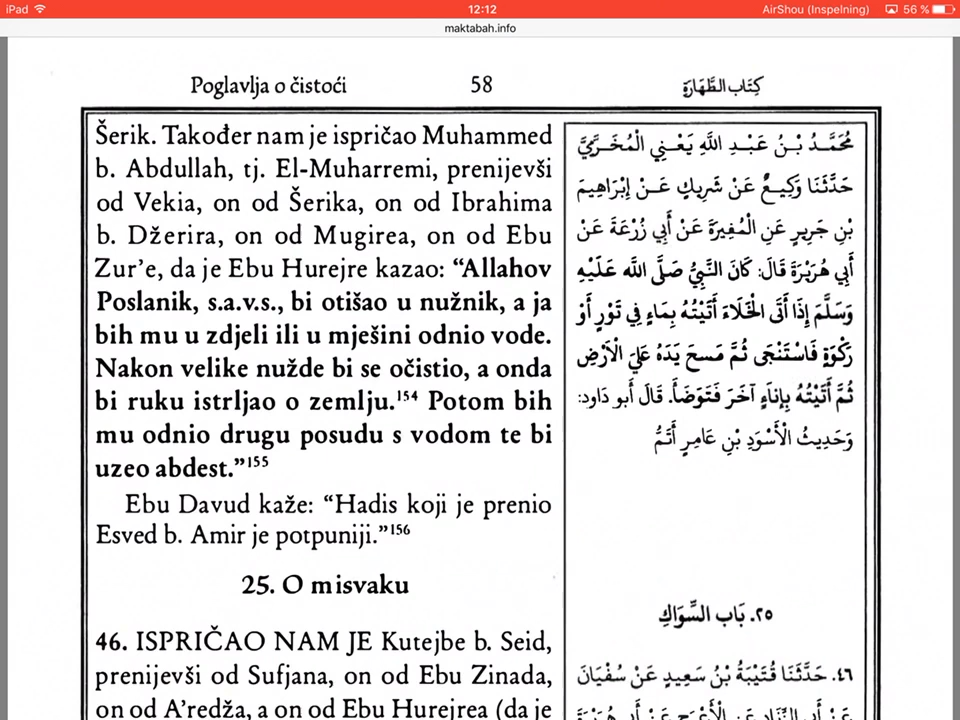 iPad 12:12 AirShou (Inspelning) 56 %
maktabah.info
Poglavlja o čistoći 58 كِتَاب الطَّهَارَةِ
Šerik. Također nam je ispričao Muhammed
b. Abdullah, tj. El-Muharremi, prenijevši
od Vekia, on od Šerika, on od Ibrahima
b. Džerira, on od Mugirea, on od Ebu
Zur’e, da je Ebu Hurejre kazao: “Allahov
Poslanik, s.a.v.s., bi otišao u nužnik, a ja
bih mu u zdjeli ili u mješini odnio vode.
Nakon velike nužde bi se očistio, a onda
bi ruku istrljao o zemlju.¹⁵⁴ Potom bih
mu odnio drugu posudu s vodom te bi
uzeo abdest.”¹⁵⁵
Ebu Davud kaže: “Hadis koji je prenio
Esved b. Amir je potpuniji.”¹⁵⁶
25. O misvaku
46. ISPRIČAO NAM JE Kutejbe b. Seid,
prenijevši od Sufjana, on od Ebu Zinada,
on od A’redža, a on od Ebu Hurejrea (da je
مُحَمَّدُ بْنُ عَبْدِ اللَّهِ يَعْنِي الْمُخَرِّمِيَّ
حَدَّثَنَا وَكِيعٌ عَنْ شَرِيكٍ عَنْ إِبْرَاهِيمَ
بْنِ جَرِيرٍ عَنِ الْمُغِيرَةِ عَنْ أَبِي زُرْعَةَ عَنْ
أَبِي هُرَيْرَةَ قَالَ: كَانَ النَّبِيُّ صَلَّى اللَّه عَلَيْهِ
وَسَلَّمَ إِذَا أَتَى الْخَلَاءَ أَتَيْتُهُ بِمَاءٍ فِي تَوْرٍ أَوْ
رَكْوَةٍ فَاسْتَنْجَى ثُمَّ مَسَحَ يَدَهُ عَلَى الْأَرْضِ
ثُمَّ أَتَيْتُهُ بِإِنَاءٍ آخَرَ فَتَوَضَّأَ. قَالَ أَبو دَاود:
وَحَدِيثُ الْأَسْوَدِ بْنِ عَامِرٍ أَتَمُّ
٢٥. بَاب السِّوَاكِ
٤٦. حَدَّثَنَا قُتَيْبَةُ بْنُ سَعِيدٍ عَنْ سُفْيَانَ
عَنْ أَبِي الزِّنَادِ عَنِ الْأَعْرَجِ عَنْ أَبِي هُرَيْرَةَ